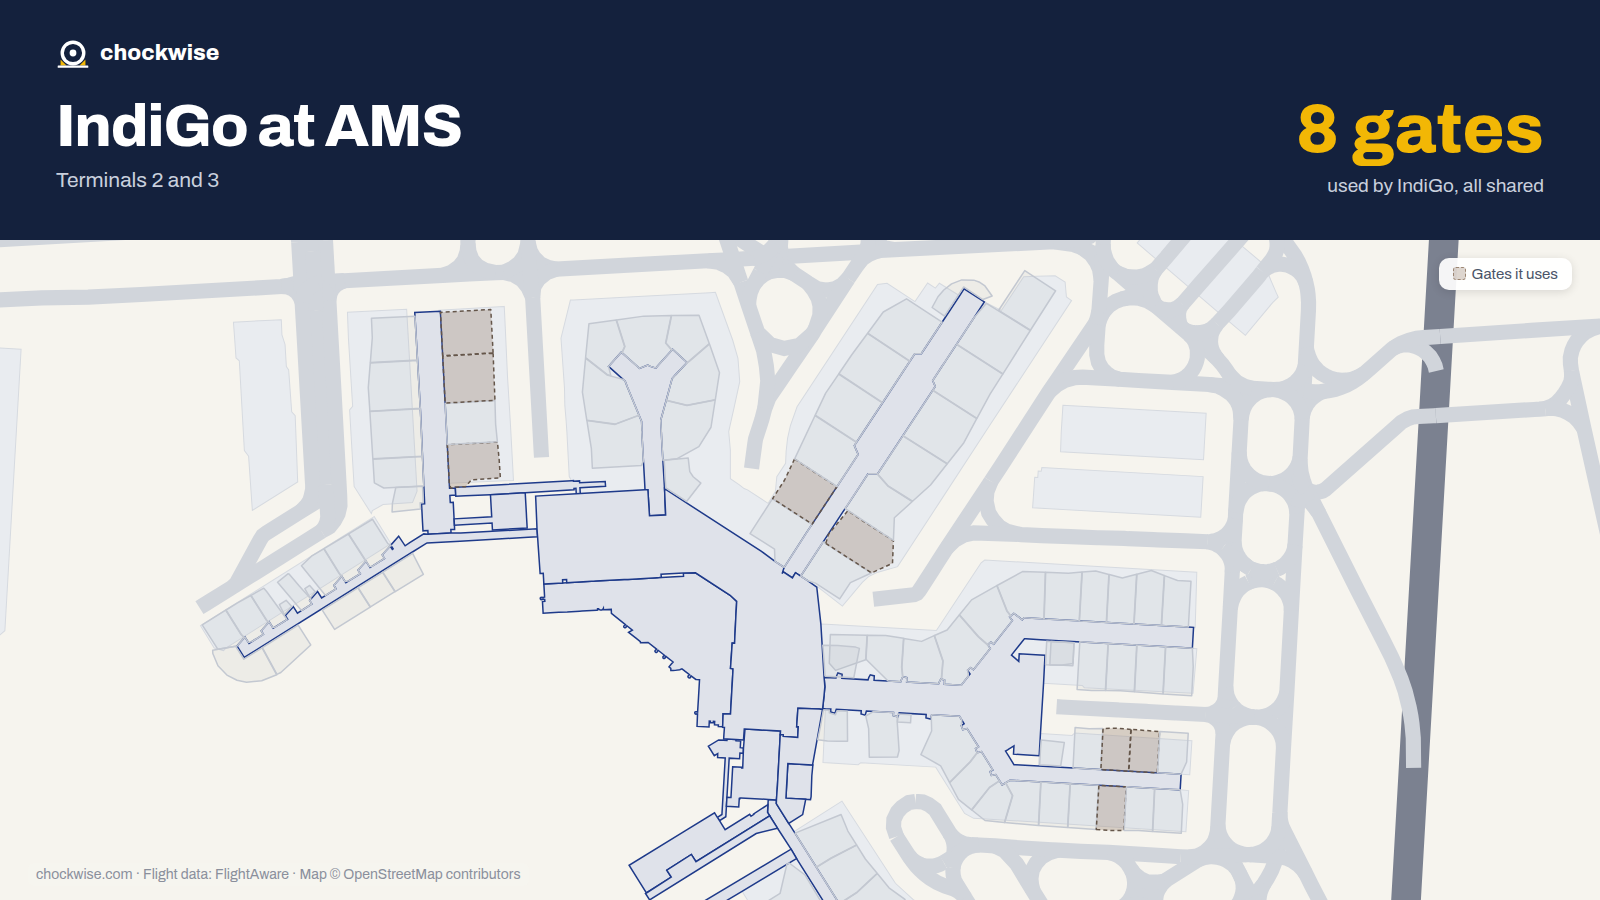 chockwise
IndiGo at AMS
Terminals 2 and 3
8 gates
used by IndiGo, all shared
Gates it uses
chockwise.com · Flight data: FlightAware · Map © OpenStreetMap contributors